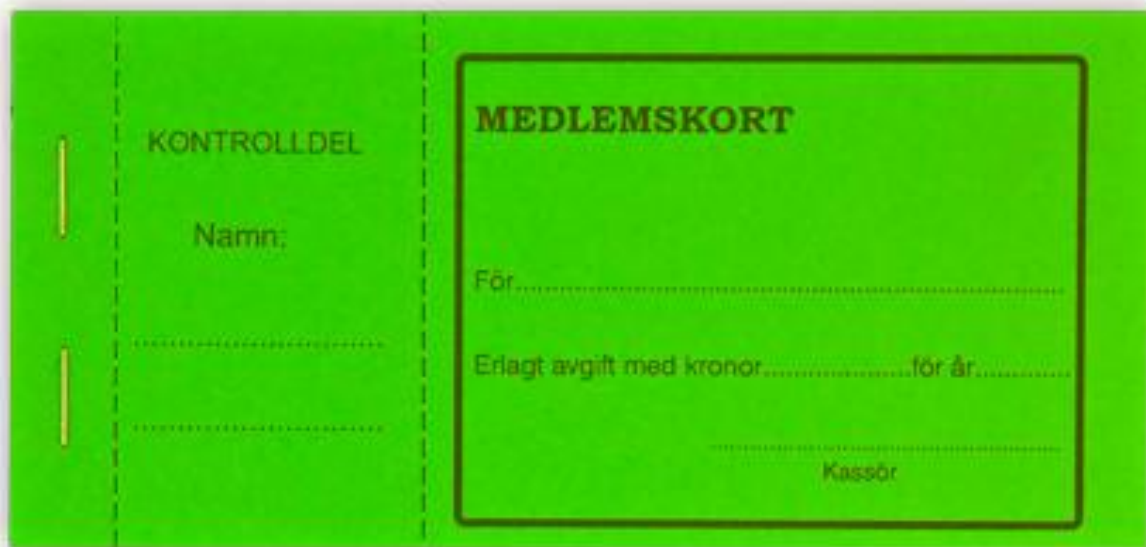 KONTROLLDEL
Namn:
MEDLEMSKORT
För
Erlagt avgift med kronor för år
Kassör